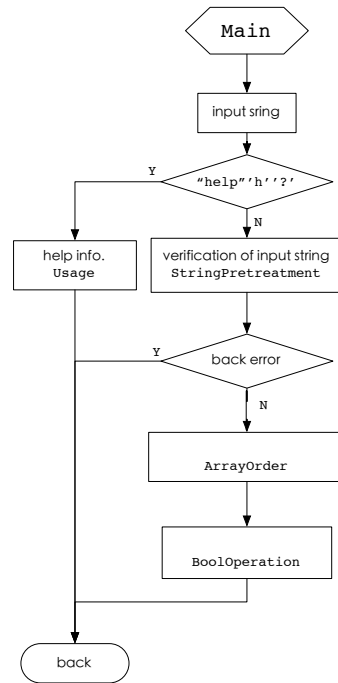 Main
input sring
Y
“help”'h''?'
N
help info.
Usage
verification of input string
StringPretreatment
Y
back error
N
ArrayOrder
BoolOperation
back